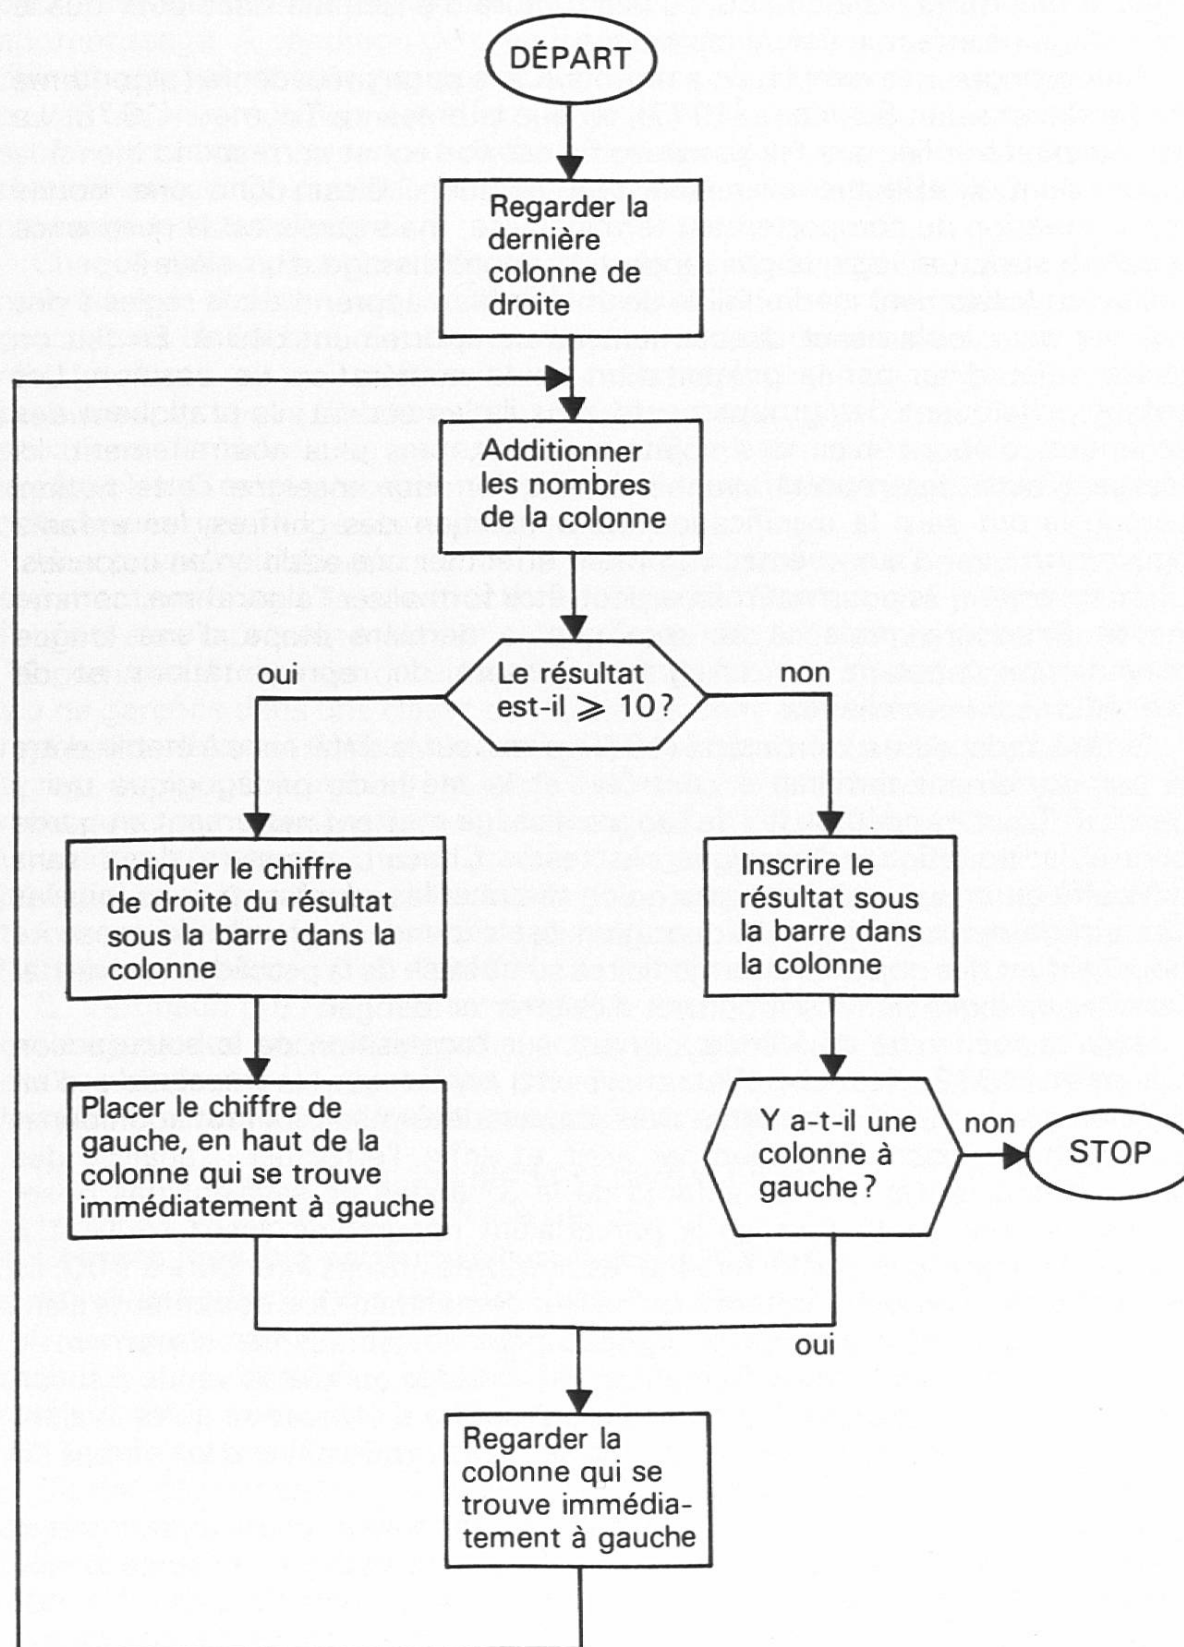 DÉPART
Regarder la
dernière
colonne de
droite
Additionner
les nombres
de la colonne
Le résultat
est-il ⩾ 10?
oui
non
Indiquer le chiffre
de droite du résultat
sous la barre dans la
colonne
Inscrire le
résultat sous
la barre dans
la colonne
Placer le chiffre de
gauche, en haut de la
colonne qui se trouve
immédiatement à gauche
Y a-t-il une
colonne à
gauche?
non
STOP
oui
Regarder la
colonne qui se
trouve immédia-
tement à gauche